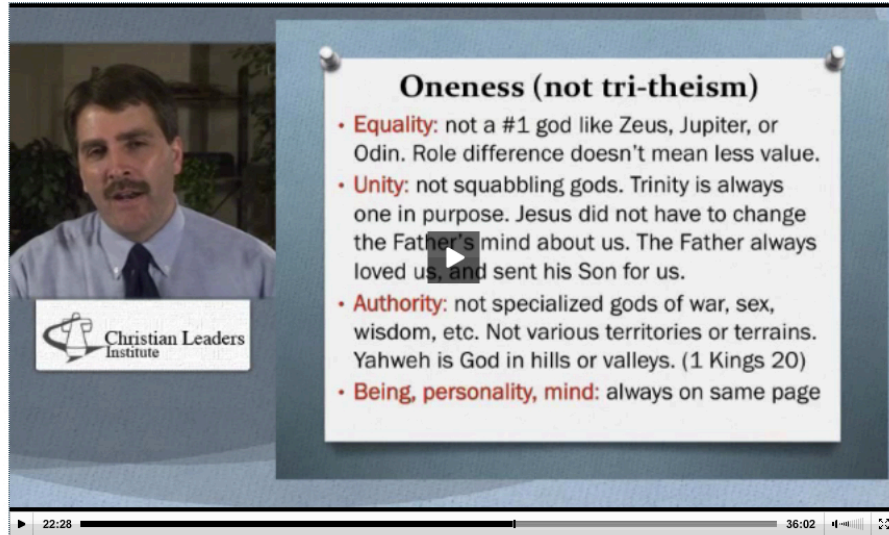 Oneness (not tri-theism)
• Equality: not a #1 god like Zeus, Jupiter, or
Odin. Role difference doesn't mean less value.
• Unity: not squabbling gods. Trinity is always
one in purpose. Jesus did not have to change
the Father's mind about us. The Father always
loved us, and sent his Son for us.
• Authority: not specialized gods of war, sex,
wisdom, etc. Not various territories or terrains.
Yahweh is God in hills or valleys. (1 Kings 20)
• Being, personality, mind: always on same page
Christian Leaders
Institute
22:28
36:02